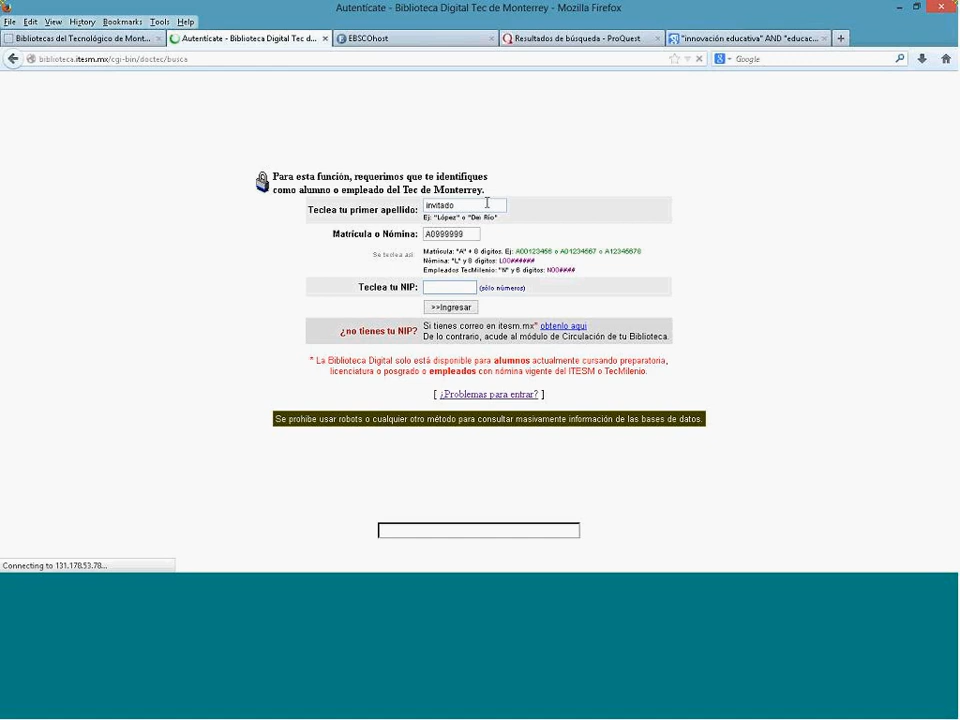 Autentícate - Biblioteca Digital Tec de Monterrey - Mozilla Firefox
File Edit View History Bookmarks Tools Help
Bibliotecas del Tecnológico de Mont... × Autentícate - Biblioteca Digital Tec d... × EBSCOhost × Resultados de búsqueda - ProQuest × "innovación educativa" AND "educac... × +
biblioteca.itesm.mx/cgi-bin/doctec/busca Google
Para esta función, requerimos que te identifiques
como alumno o empleado del Tec de Monterrey.
Teclea tu primer apellido: invitado
Ej: "López" o "Del Río"
Matrícula o Nómina: A0999999
Se teclea así: Matrícula: "A" + 8 dígitos. Ej: A00123456 o A01234567 o A12345678
Nómina: "L" y 8 dígitos: L00######
Empleados TecMilenio: "N" y 6 dígitos: N00####
Teclea tu NIP: (sólo números)
>>Ingresar
¿no tienes tu NIP? Si tienes correo en itesm.mx* obtenlo aquí
De lo contrario, acude al módulo de Circulación de tu Biblioteca.
* La Biblioteca Digital solo está disponible para alumnos actualmente cursando preparatoria,
licenciatura o posgrado o empleados con nómina vigente del ITESM o TecMilenio.
[ ¿Problemas para entrar? ]
Se prohibe usar robots o cualquier otro método para consultar masivamente información de las bases de datos.
Connecting to 131.178.53.78...